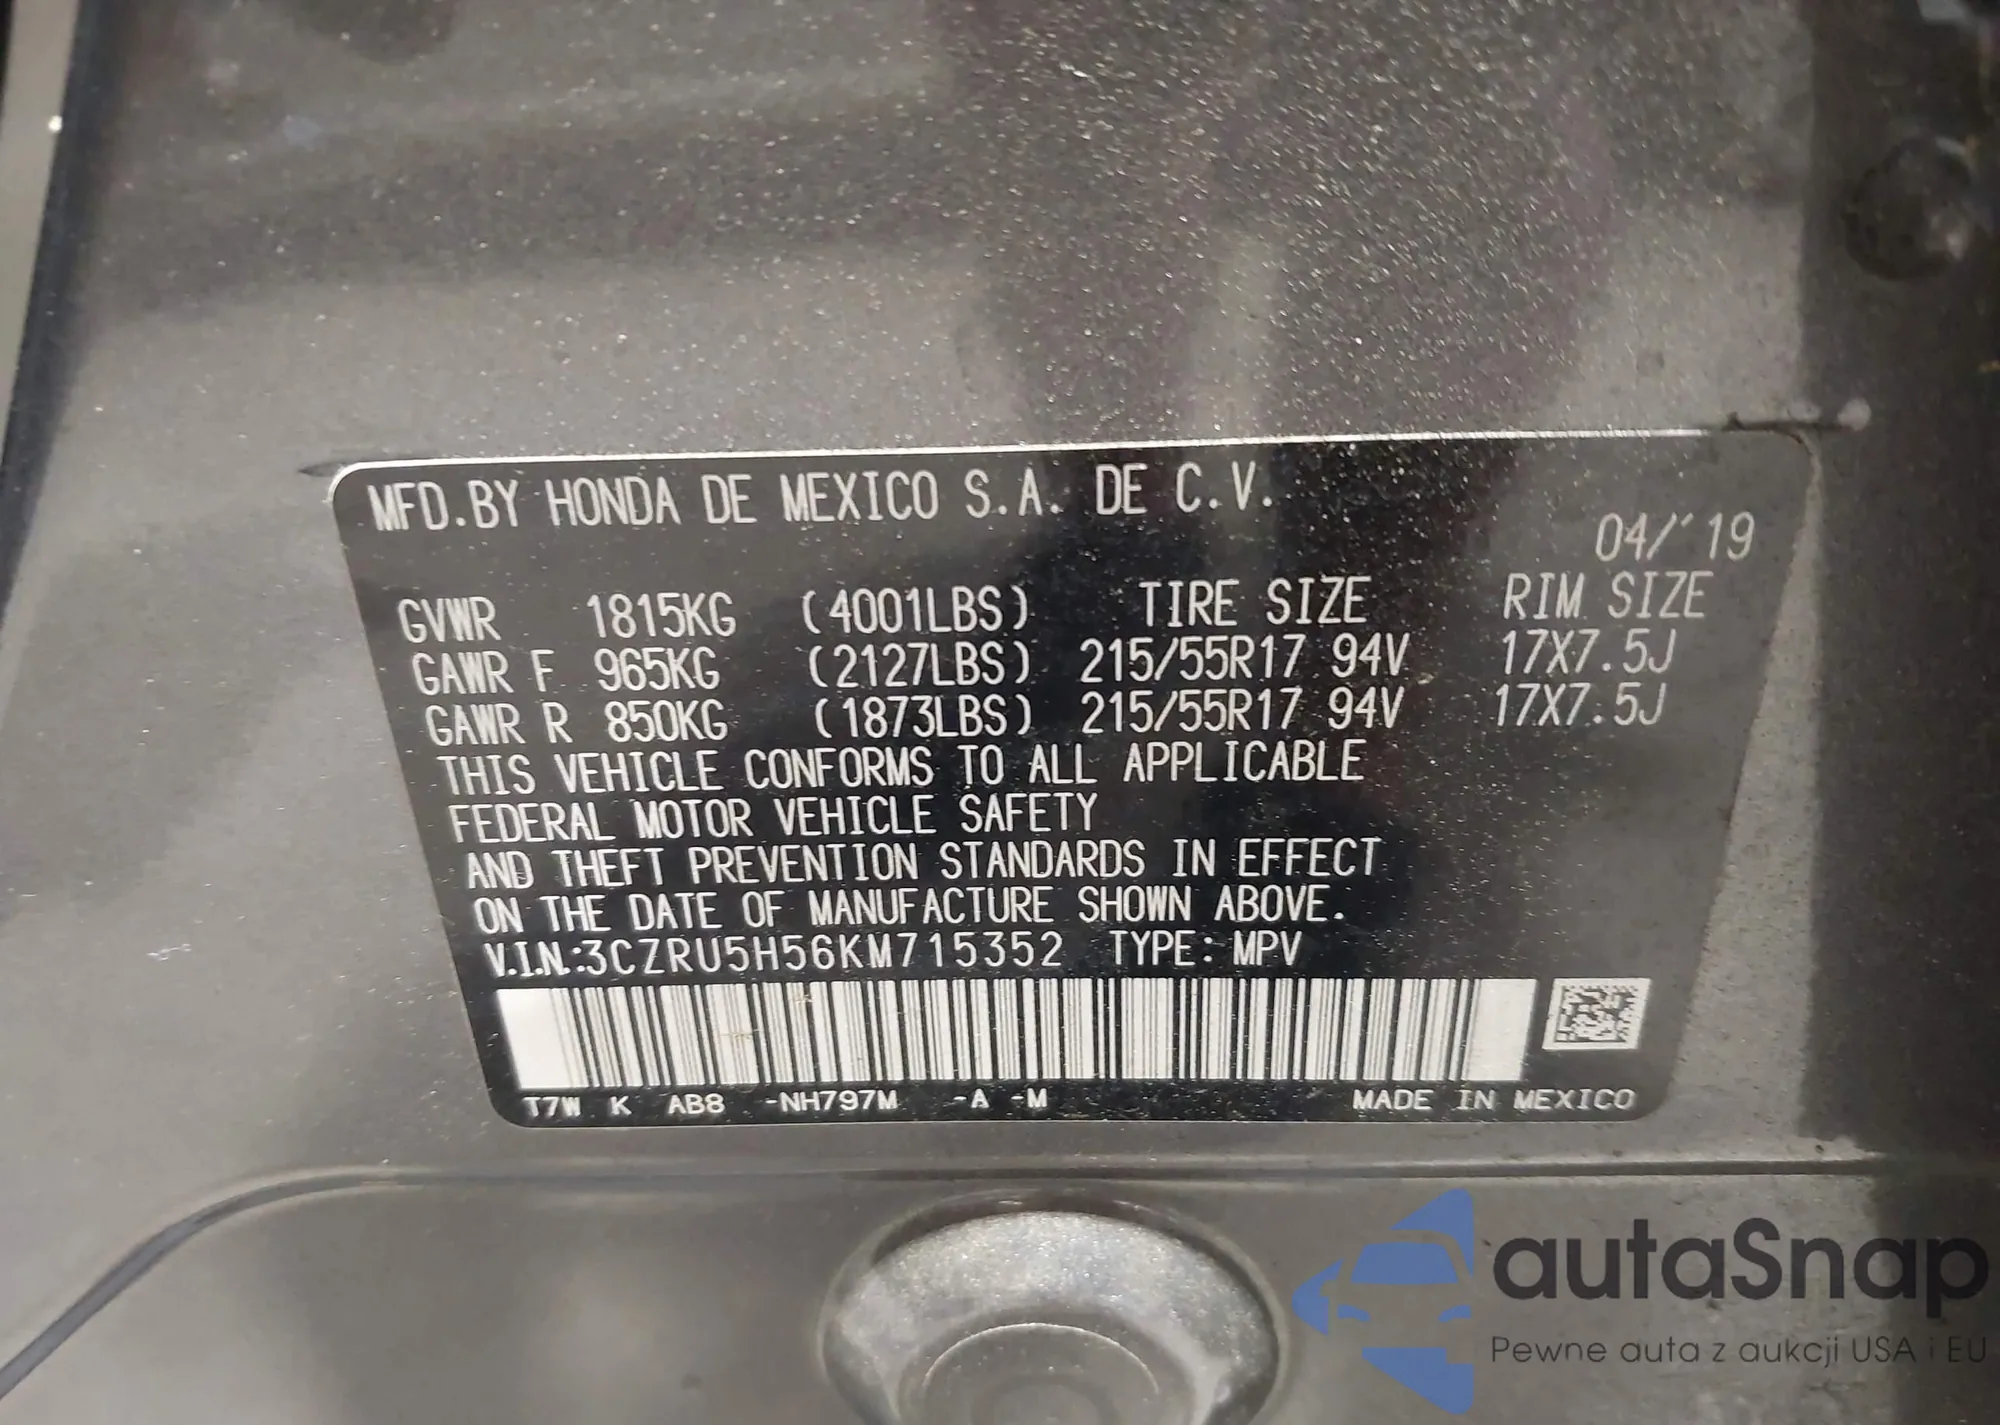 MFD.BY HONDA DE MEXICO S.A. DE C.V.
04/'19
GVWR 1815KG (4001LBS) TIRE SIZE RIM SIZE
GAWR F 965KG (2127LBS) 215/55R17 94V 17X7.5J
GAWR R 850KG (1873LBS) 215/55R17 94V 17X7.5J
THIS VEHICLE CONFORMS TO ALL APPLICABLE
FEDERAL MOTOR VEHICLE SAFETY
AND THEFT PREVENTION STANDARDS IN EFFECT
ON THE DATE OF MANUFACTURE SHOWN ABOVE.
V.I.N.:3CZRU5H56KM715352 TYPE: MPV
T7W K AB8 -NH797M -A -M MADE IN MEXICO
autaSnap
Pewne auta z aukcji USA i EU